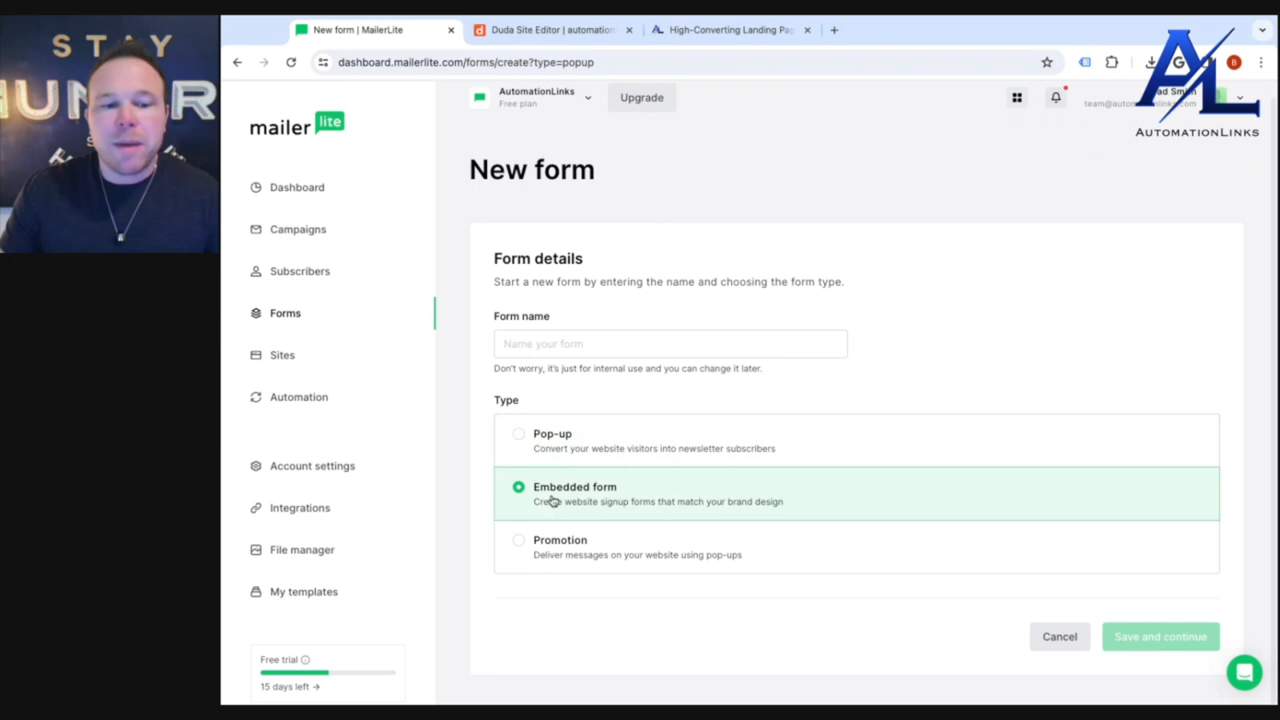 STAY
HUN R
New form | MailerLite
Duda Site Editor | automation
High-Converting Landing Pag
dashboard.mailerlite.com/forms/create?type=popup
B
AL
AUTOMATIONLINKS
mailer lite
AutomationLinks
Free plan
Upgrade
Dashboard
Campaigns
Subscribers
Forms
Sites
Automation
Account settings
Integrations
File manager
My templates
Free trial
15 days left →
New form
Form details
Start a new form by entering the name and choosing the form type.
Form name
Name your form
Don't worry, it's just for internal use and you can change it later.
Type
Pop-up
Convert your website visitors into newsletter subscribers
Embedded form
Create website signup forms that match your brand design
Promotion
Deliver messages on your website using pop-ups
Cancel
Save and continue